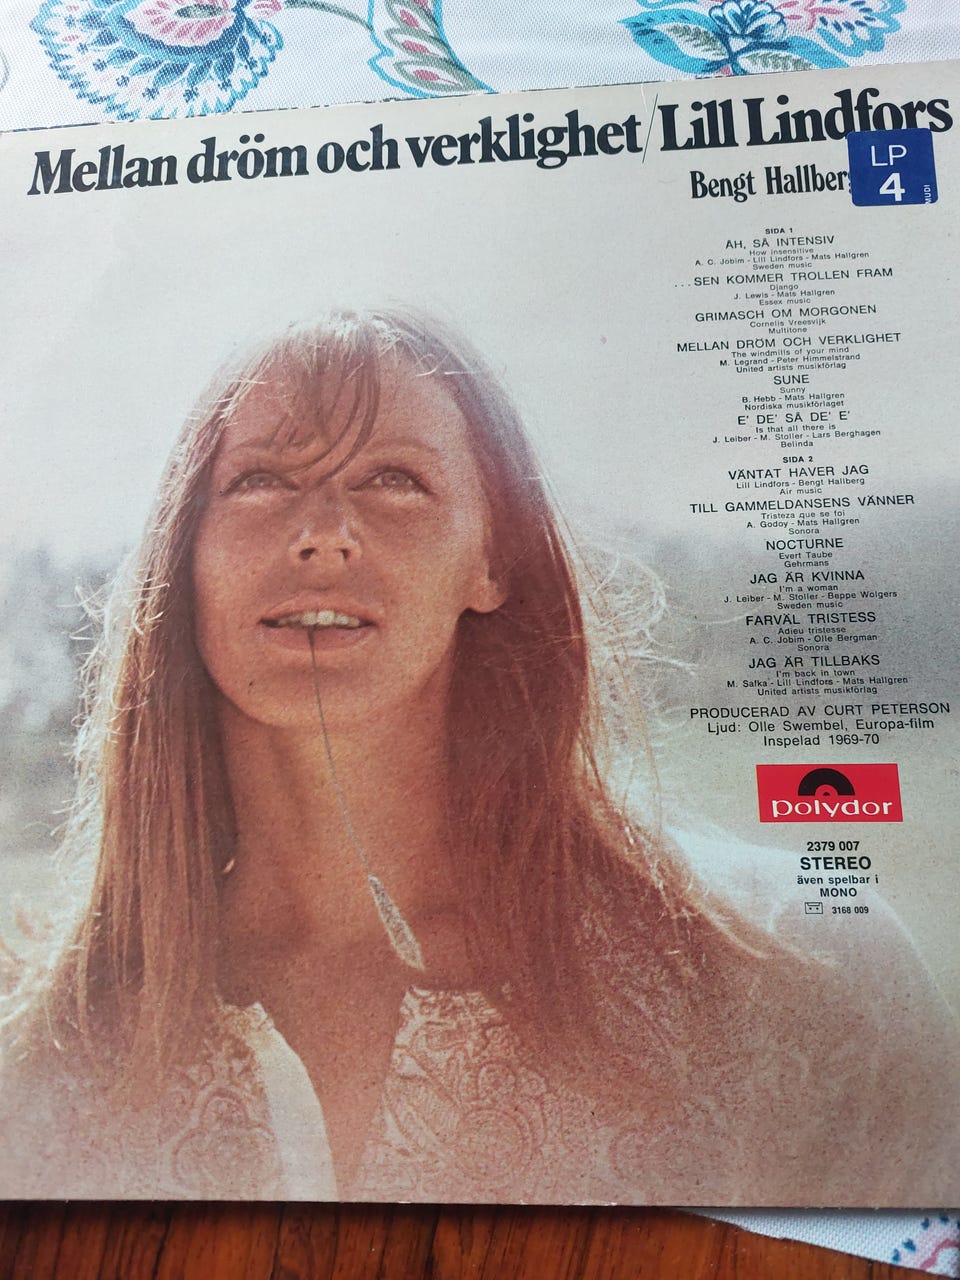 Mellan dröm och verklighet/Lill Lindfors
Bengt Hallber
LP
4
MUDI
SIDA 1
ÅH, SÅ INTENSIV
How insensitive
A. C. Jobim - Lill Lindfors - Mats Hallgren
Sweden music
...SEN KOMMER TROLLEN FRAM
Django
J. Lewis - Mats Hallgren
Essex music
GRIMASCH OM MORGONEN
Cornelis Vreesvijk
Multitone
MELLAN DRÖM OCH VERKLIGHET
The windmills of your mind
M. Legrand - Peter Himmelstrand
United artists musikförlag
SUNE
Sunny
B. Hebb - Mats Hallgren
Nordiska musikförlaget
E' DE' SÅ DE' E'
Is that all there is
J. Leiber - M. Stoller - Lars Berghagen
Belinda
SIDA 2
VÄNTAT HAVER JAG
Lill Lindfors - Bengt Hallberg
Air music
TILL GAMMELDANSENS VÄNNER
Tristeza que se foi
A. Godoy - Mats Hallgren
Sonora
NOCTURNE
Evert Taube
Gehrmans
JAG ÄR KVINNA
I'm a woman
J. Leiber - M. Stoller - Beppe Wolgers
Sweden music
FARVÄL TRISTESS
Adieu tristesse
A. C. Jobim - Olle Bergman
Sonora
JAG ÄR TILLBAKS
I'm back in town
M. Safka - Lill Lindfors - Mats Hallgren
United artists musikförlag
PRODUCERAD AV CURT PETERSON
Ljud: Olle Swembel, Europa-film
Inspelad 1969-70
polydor
2379 007
STEREO
även spelbar i
MONO
3168 009